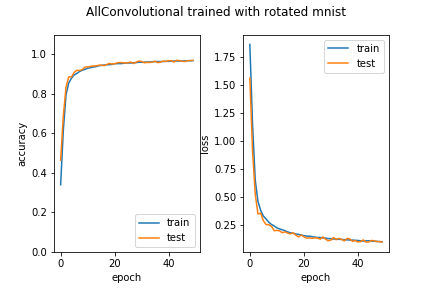 AllConvolutional trained with rotated mnist
accuracy
1.0
0.8
0.6
0.4
0.2
0.0
0
20
40
epoch
train
test
loss
1.75
1.50
1.25
1.00
0.75
0.50
0.25
0
20
40
epoch
train
test